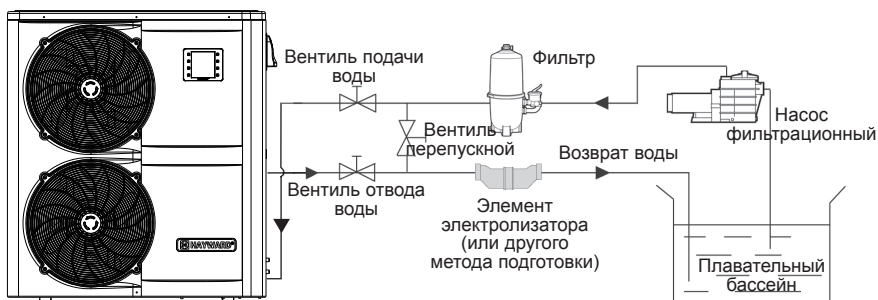 Вентиль подачи
воды
Фильтр
Насос
фильтрационный
Вентиль
перепускной
Возврат воды
Вентиль отвода
воды
Элемент
электролизатора
(или другого
метода подготовки)
Плавательный
бассейн
HAYWARD®